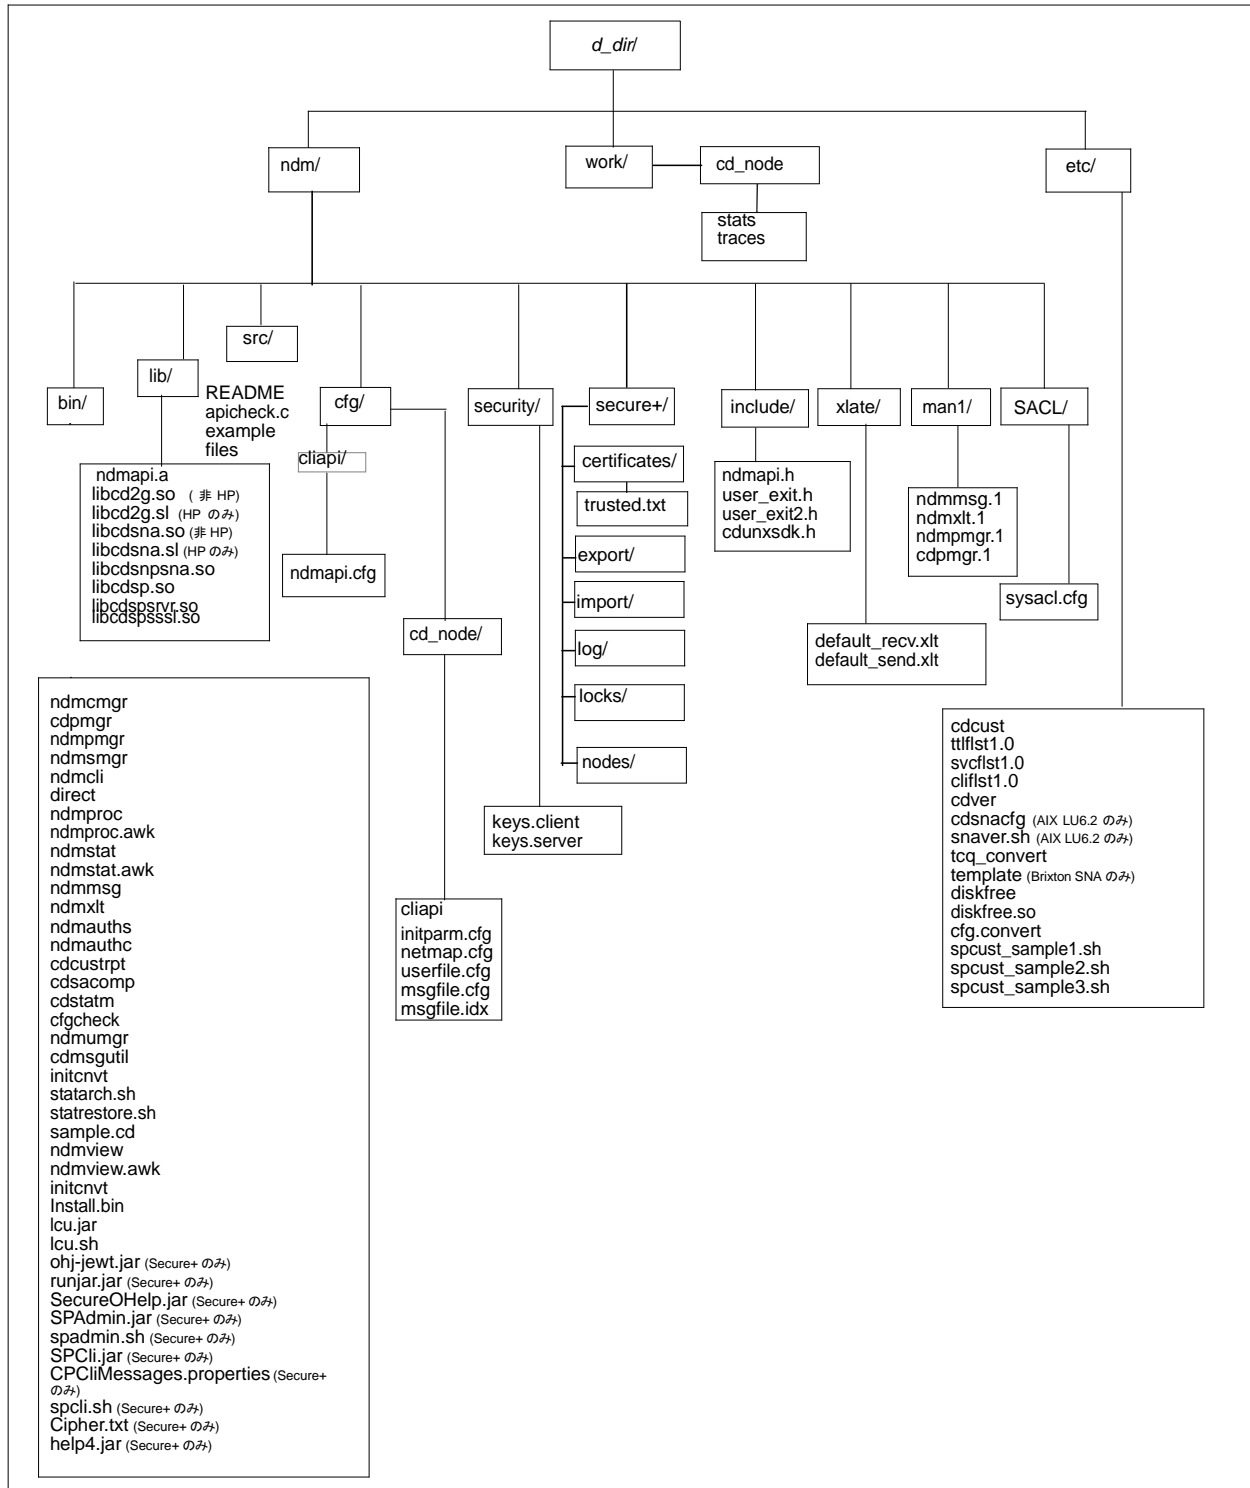 d_dir/
ndm/
work/
cd_node
etc/
stats
traces
bin/
lib/
src/
README
apicheck.c
example
files
cfg/
security/
secure+/
include/
xlate/
man1/
SACL/
ndmapi.a
libcd2g.so ( 非 HP)
libcd2g.sl (HP のみ)
libcdsna.so (非 HP)
libcdsna.sl (HP のみ)
libcdsnpsna.so
libcdsp.so
libcdspsrvr.so
libcdspsssl.so
cliapi/
ndmapi.cfg
cd_node/
certificates/
trusted.txt
export/
import/
log/
locks/
nodes/
ndmapi.h
user_exit.h
user_exit2.h
cdunxsdk.h
default_recv.xlt
default_send.xlt
ndmmsg.1
ndmxlt.1
ndmpmgr.1
cdpmgr.1
sysacl.cfg
keys.client
keys.server
cliapi
initparm.cfg
netmap.cfg
userfile.cfg
msgfile.cfg
msgfile.idx
ndmcmgr
cdpmgr
ndmpmgr
ndmsmgr
ndmcli
direct
ndmproc
ndmproc.awk
ndmstat
ndmstat.awk
ndmmsg
ndmxlt
ndmauths
ndmauthc
cdcustrpt
cdsacomp
cdstatm
cfgcheck
ndmumgr
cdmsgutil
initcnvt
statarch.sh
statrestore.sh
sample.cd
ndmview
ndmview.awk
initcnvt
Install.bin
lcu.jar
lcu.sh
ohj-jewt.jar (Secure+ のみ)
runjar.jar (Secure+ のみ)
SecureOHelp.jar (Secure+ のみ)
SPAdmin.jar (Secure+ のみ)
spadmin.sh (Secure+ のみ)
SPCli.jar (Secure+ のみ)
CPCliMessages.properties (Secure+
のみ)
spcli.sh (Secure+ のみ)
Cipher.txt (Secure+ のみ)
help4.jar (Secure+ のみ)
cdcust
ttlflst1.0
svcflst1.0
cliflst1.0
cdver
cdsnacfg (AIX LU6.2 のみ)
snaver.sh (AIX LU6.2 のみ)
tcq_convert
template (Brixton SNA のみ)
diskfree
diskfree.so
cfg.convert
spcust_sample1.sh
spcust_sample2.sh
spcust_sample3.sh